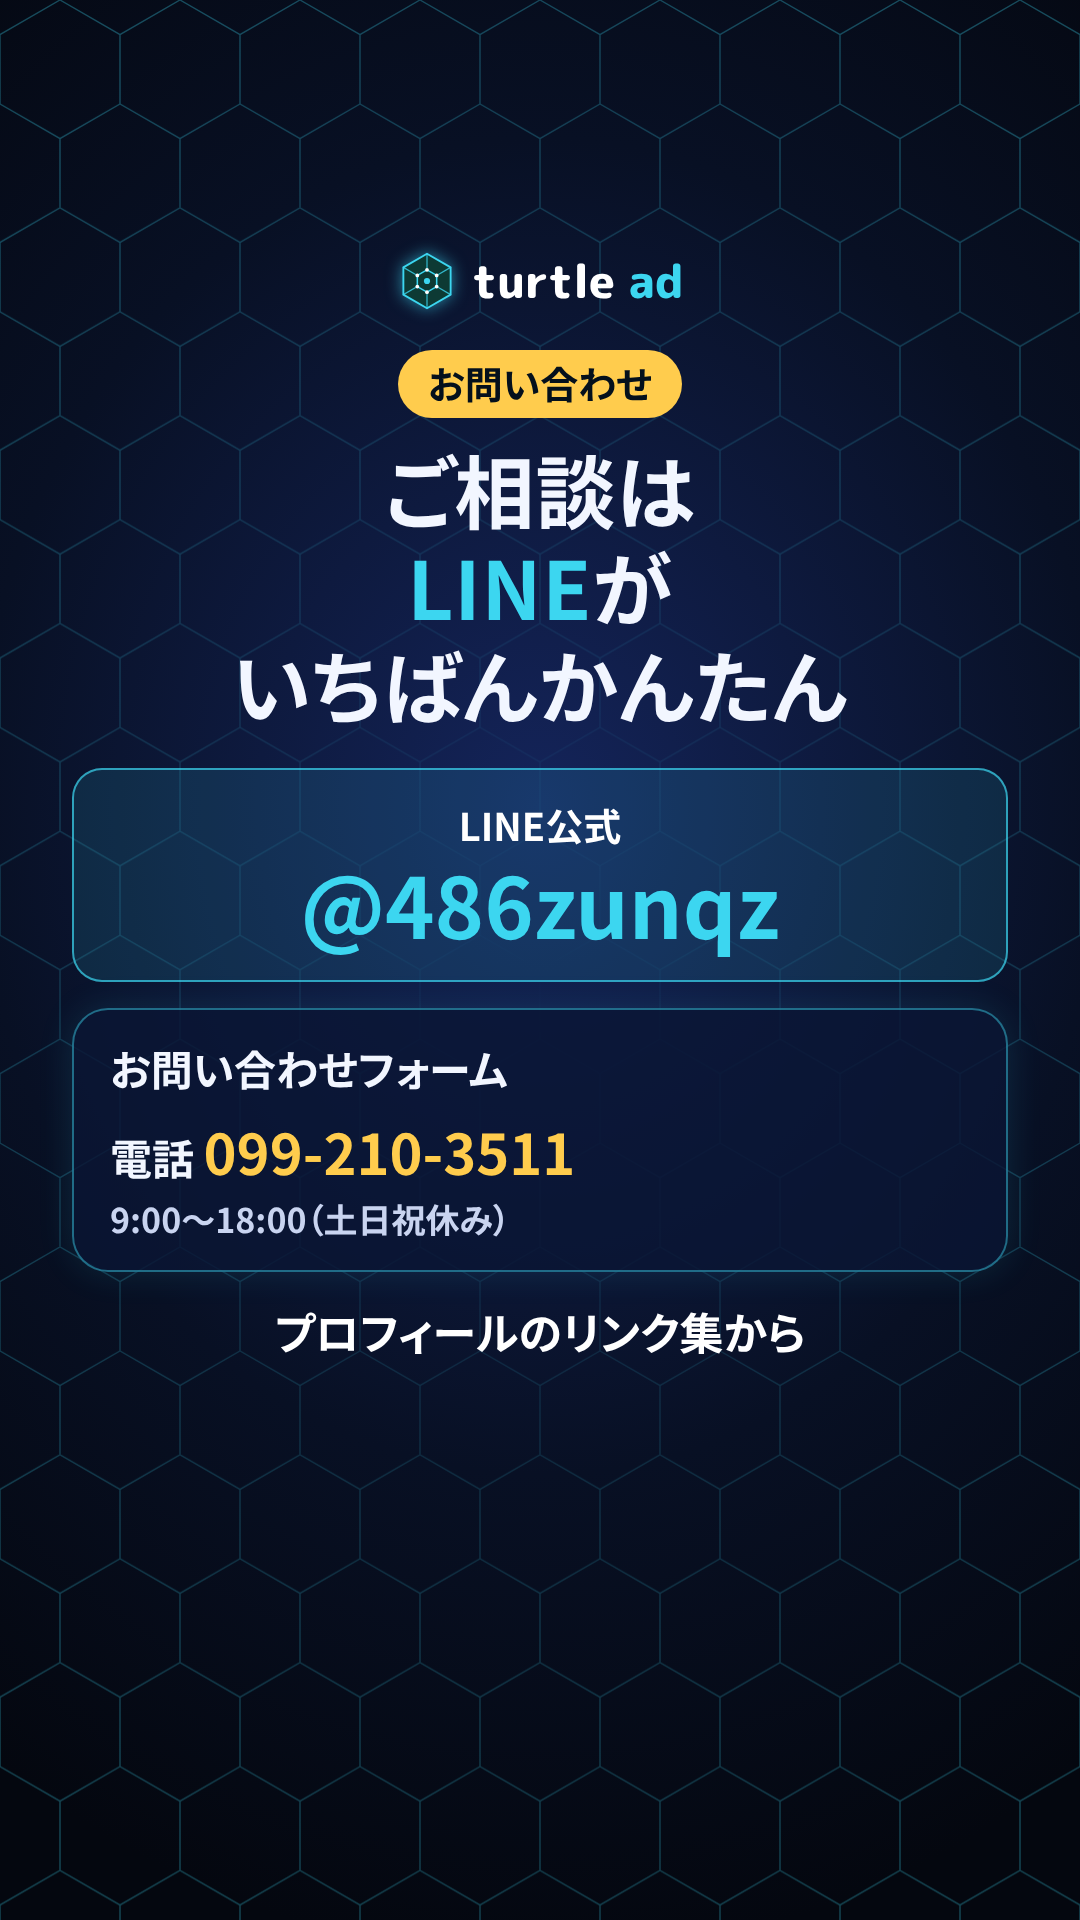 turtle ad
お問い合わせ
ご相談は
LINEが
いちばんかんたん
LINE公式
@486zunqz
お問い合わせフォーム
電話 099-210-3511
9:00〜18:00(土日祝休み)
プロフィールのリンク集から